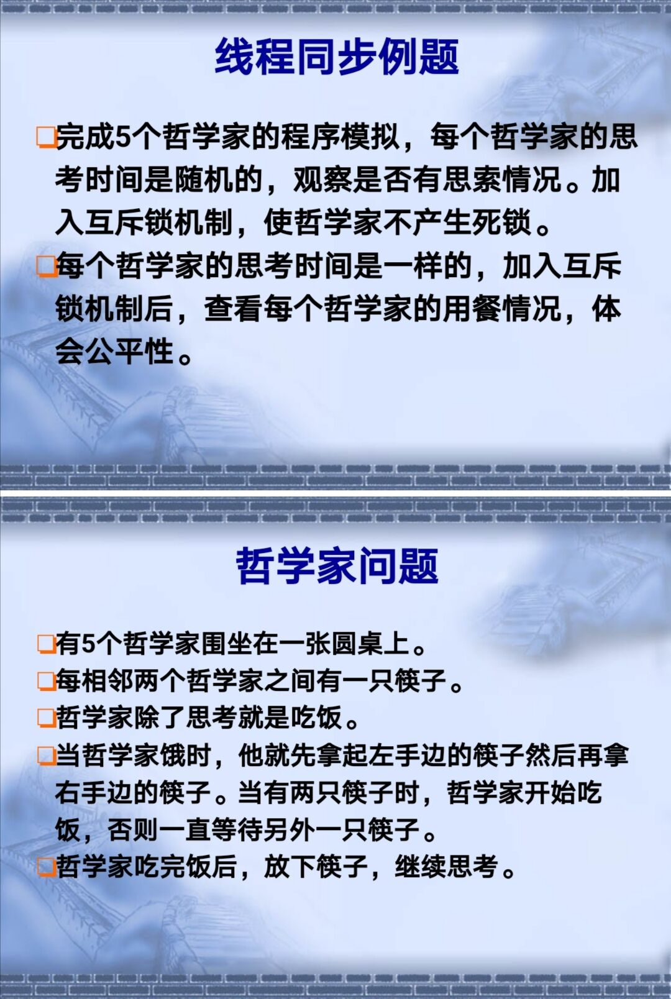 线程同步例题
完成5个哲学家的程序模拟，每个哲学家的思
考时间是随机的，观察是否有思索情况。加
入互斥锁机制，使哲学家不产生死锁。
每个哲学家的思考时间是一样的，加入互斥
锁机制后，查看每个哲学家的用餐情况，体
会公平性。
哲学家问题
有5个哲学家围坐在一张圆桌上。
每相邻两个哲学家之间有一只筷子。
哲学家除了思考就是吃饭。
当哲学家饿时，他就先拿起左手边的筷子然后再拿
右手边的筷子。当有两只筷子时，哲学家开始吃
饭，否则一直等待另外一只筷子。
哲学家吃完饭后，放下筷子，继续思考。